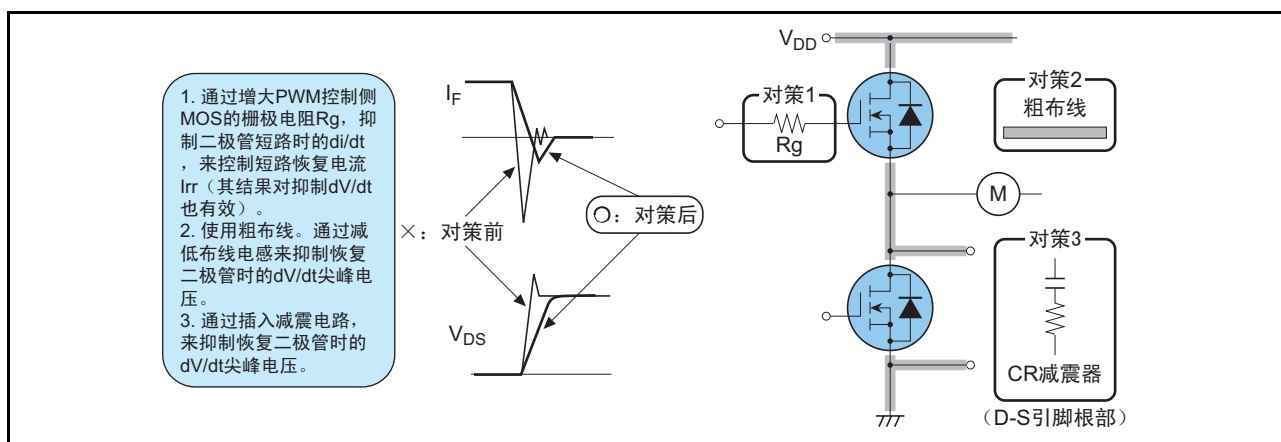 1. 通过增大PWM控制侧
MOS的栅极电阻Rg，抑
制二极管短路时的di/dt
，来控制短路恢复电流
Irr（其结果对抑制dV/dt
也有效）。
2. 使用粗布线。通过减
低布线电感来抑制恢复
二极管时的dV/dt尖峰电
压。
3. 通过插入减震电路，
来抑制恢复二极管时的
dV/dt尖峰电压。
IF
×：对策前
○：对策后
VDS
VDD
对策1
Rg
对策2
粗布线
M
对策3
CR减震器
（D-S引脚根部）